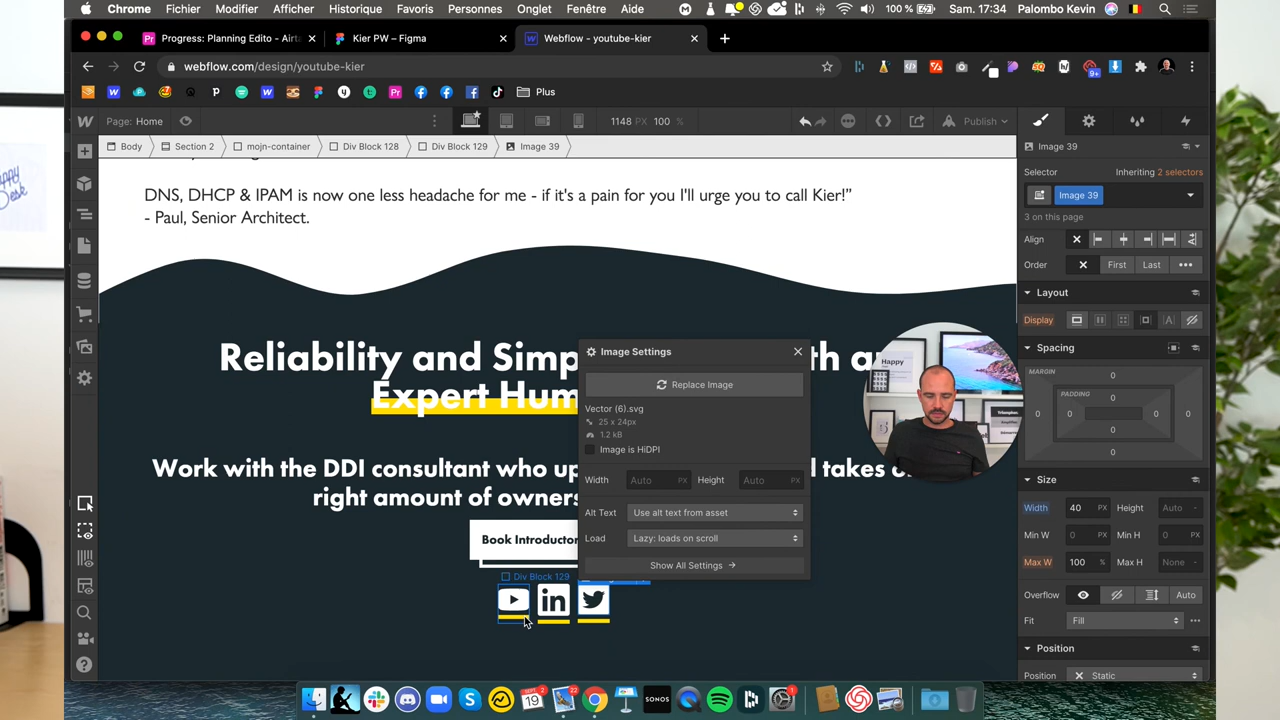 Chrome Fichier Modifier Afficher Historique Favoris Personnes Onglet Fenêtre Aide 100 % Sam. 17:34 Palombo Kevin
Progress: Planning Edito - Airta
Kier PW – Figma
Webflow - youtube-kier
webflow.com/design/youtube-kier
9+
Plus
Page: Home
1148 PX 100 %
Publish
Body
Section 2
mojn-container
Div Block 128
Div Block 129
Image 39
Image 39
Selector
Inheriting 2 selectors
Image 39
3 on this page
DNS, DHCP & IPAM is now one less headache for me - if it's a pain for you I'll urge you to call Kier!”
- Paul, Senior Architect.
Align
Order
First
Last
Layout
Display
Spacing
MARGIN
0
PADDING
0
0 0 0 0
0
0
Reliability and Simp
Expert Hum
Work with the DDI consultant who up
takes
right amount of owners
Book Introductor
Div Block 129
Image Settings
Replace Image
Vector (6).svg
25 x 24px
1.2 kB
Image is HiDPI
Width Auto PX Height Auto PX
Alt Text Use alt text from asset
Load Lazy: loads on scroll
Show All Settings
Happy
Size
Width 40 PX Height Auto -
Min W 0 PX Min H 0 PX
Max W 100 % Max H None -
Overflow Auto
Fit Fill
Position
Position Static
in
SONOS